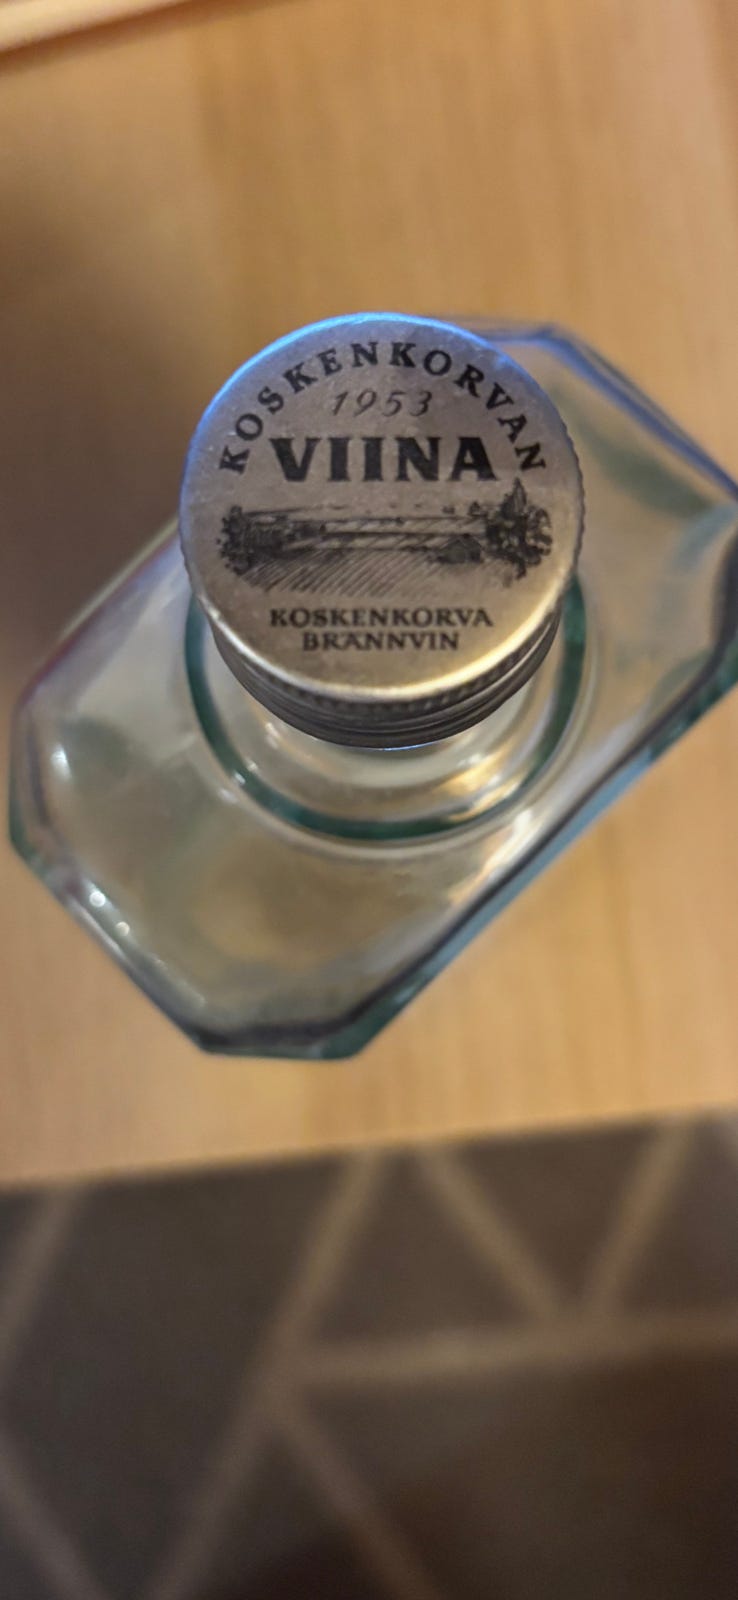 KOSKENKORVAN
1953
VIINA
KOSKENKORVA
BRÄNNVIN